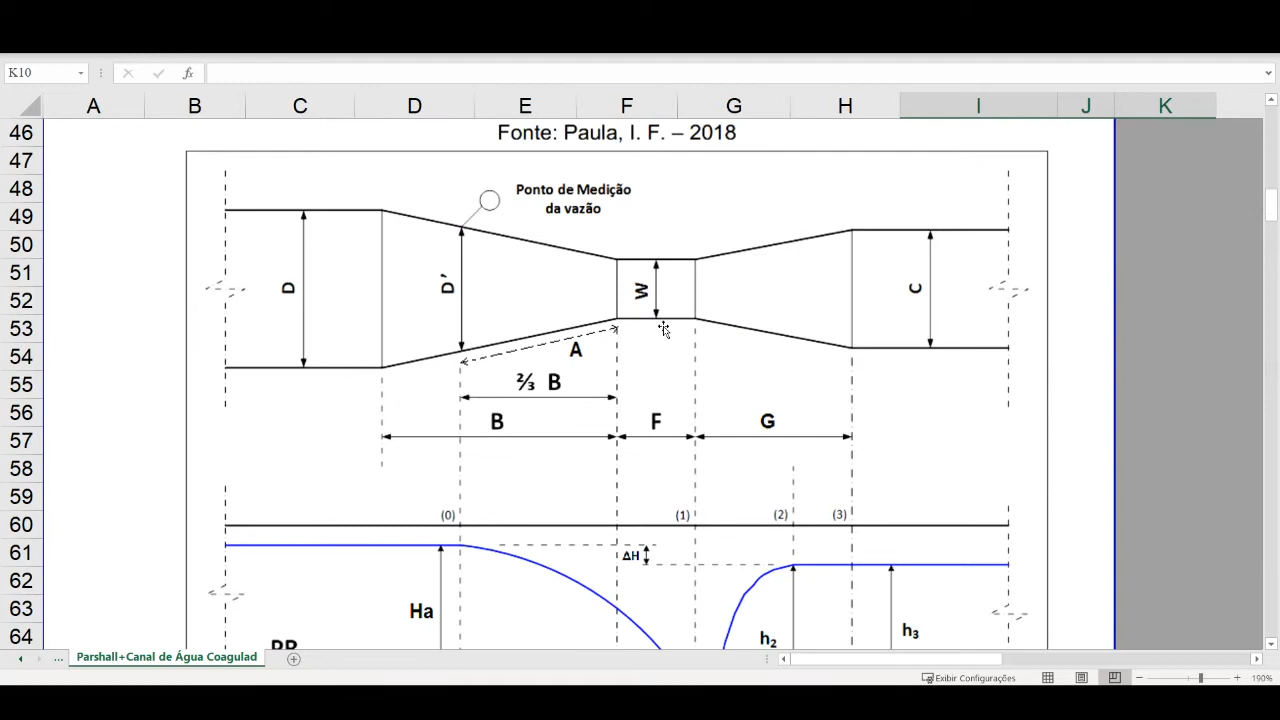 K10
fx
A B C D E F G H I J K
46
Fonte: Paula, I. F. – 2018
47
48
Ponto de Medição
49
da vazão
50
51
D D’ W C
52
53
54
A
55
⅔ B
56
B F G
57
58
59
(0) (1) (2) (3)
60
61
ΔH
62
Ha
63
h₂ h₃
64
...
Parshall+Canal de Água Coagulad
Exibir Configurações
190%